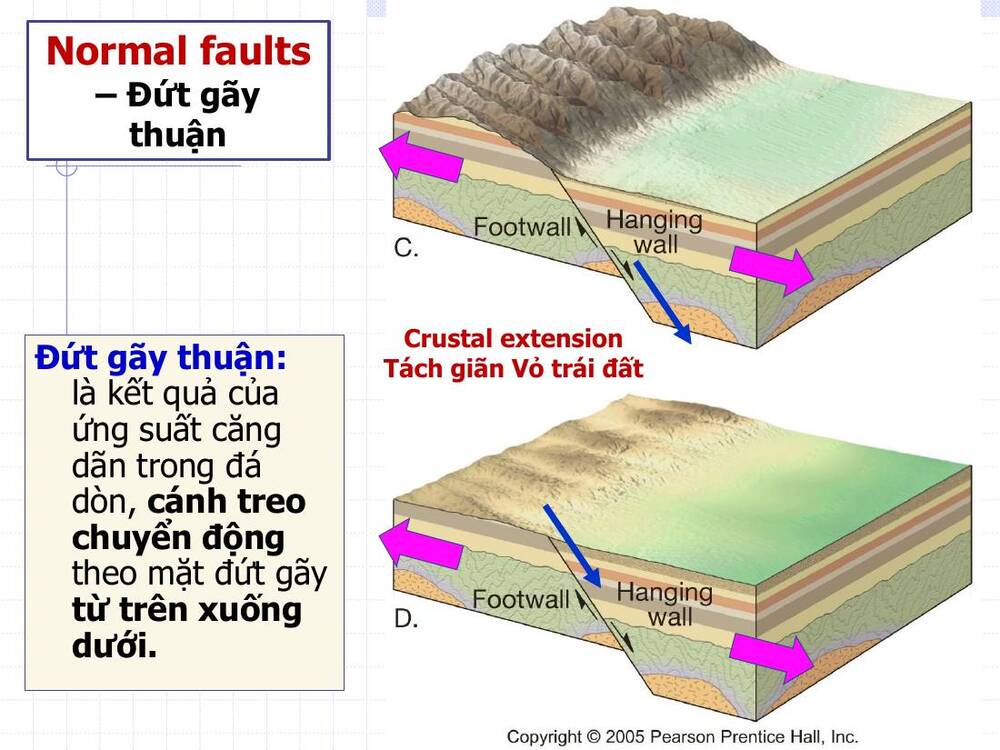 Normal faults
– Đứt gãy
thuận
Footwall
Hanging
wall
C.
Crustal extension
Tách giãn Vỏ trái đất
Đứt gãy thuận:
là kết quả của
ứng suất căng
dãn trong đá
dòn, cánh treo
chuyển động
theo mặt đứt gãy
từ trên xuống
dưới.
Footwall
Hanging
wall
D.
Copyright © 2005 Pearson Prentice Hall, Inc.